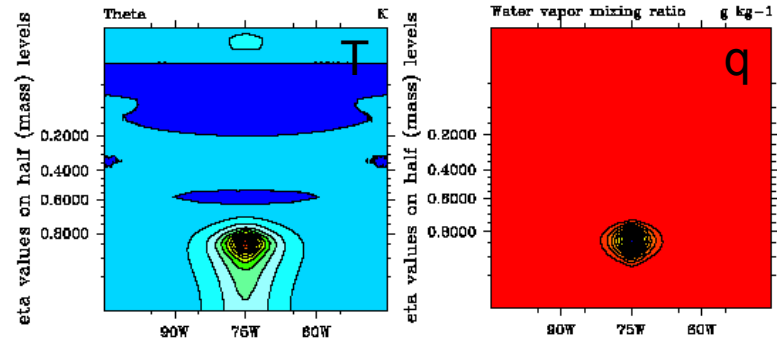 Theta K
T
eta values on half (mass) levels
0.2000
0.4000
0.6000
0.8000
90W 75W 60W
Water vapor mixing ratio g kg-1
q
eta values on half (mass) levels
0.2000
0.4000
0.6000
0.8000
90W 75W 60W